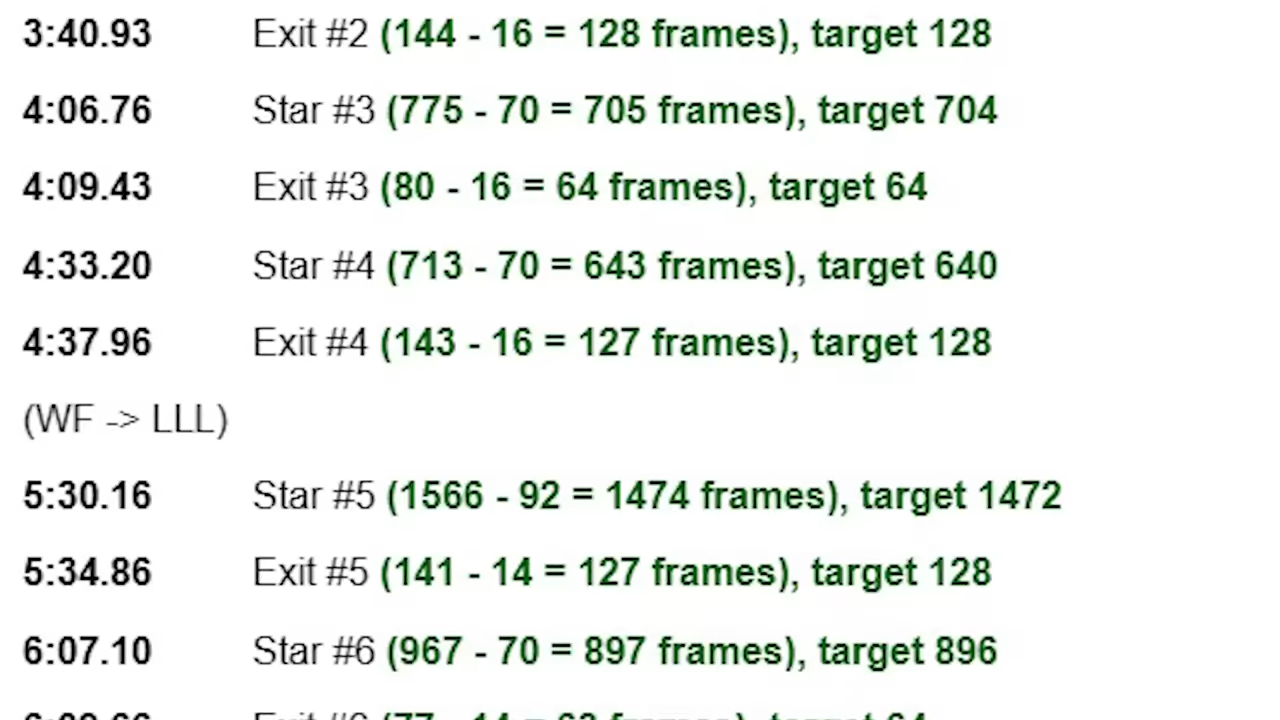 3:40.93 Exit #2 (144 - 16 = 128 frames), target 128
4:06.76 Star #3 (775 - 70 = 705 frames), target 704
4:09.43 Exit #3 (80 - 16 = 64 frames), target 64
4:33.20 Star #4 (713 - 70 = 643 frames), target 640
4:37.96 Exit #4 (143 - 16 = 127 frames), target 128
(WF -> LLL)
5:30.16 Star #5 (1566 - 92 = 1474 frames), target 1472
5:34.86 Exit #5 (141 - 14 = 127 frames), target 128
6:07.10 Star #6 (967 - 70 = 897 frames), target 896